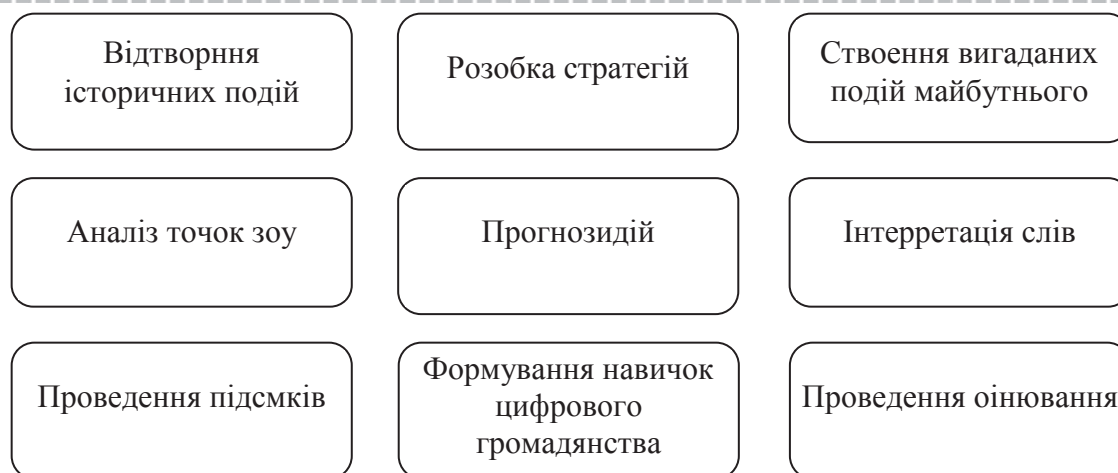 Відтворння
історичних подій
Розобка стратегій
Ствоення вигаданих
подій майбутнього
Аналіз точок зоу
Прогнозидій
Інтерретація слів
Проведення підсмків
Формування навичок
цифрового
громадянства
Проведення оінювання